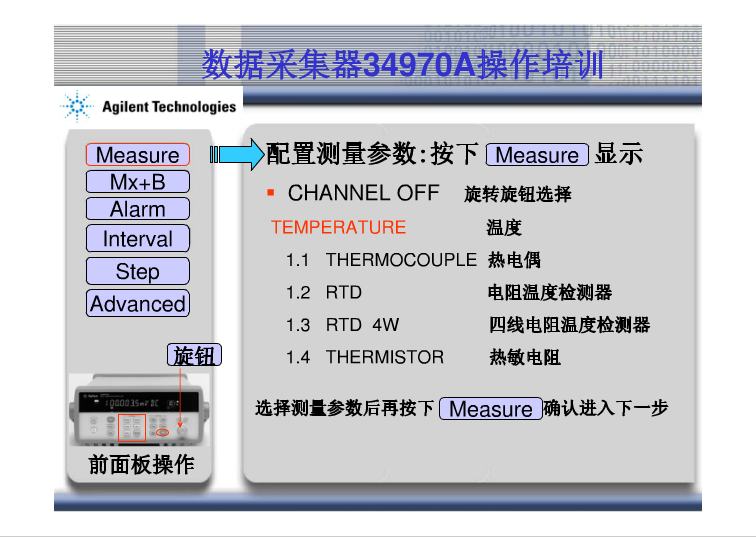 数据采集器34970A操作培训
Agilent Technologies
Measure
Mx+B
Alarm
Interval
Step
Advanced
旋钮
前面板操作
配置测量参数:按下 Measure 显示
▪ CHANNEL OFF 旋转旋钮选择
TEMPERATURE 温度
1.1 THERMOCOUPLE 热电偶
1.2 RTD 电阻温度检测器
1.3 RTD 4W 四线电阻温度检测器
1.4 THERMISTOR 热敏电阻
选择测量参数后再按下 Measure 确认进入下一步